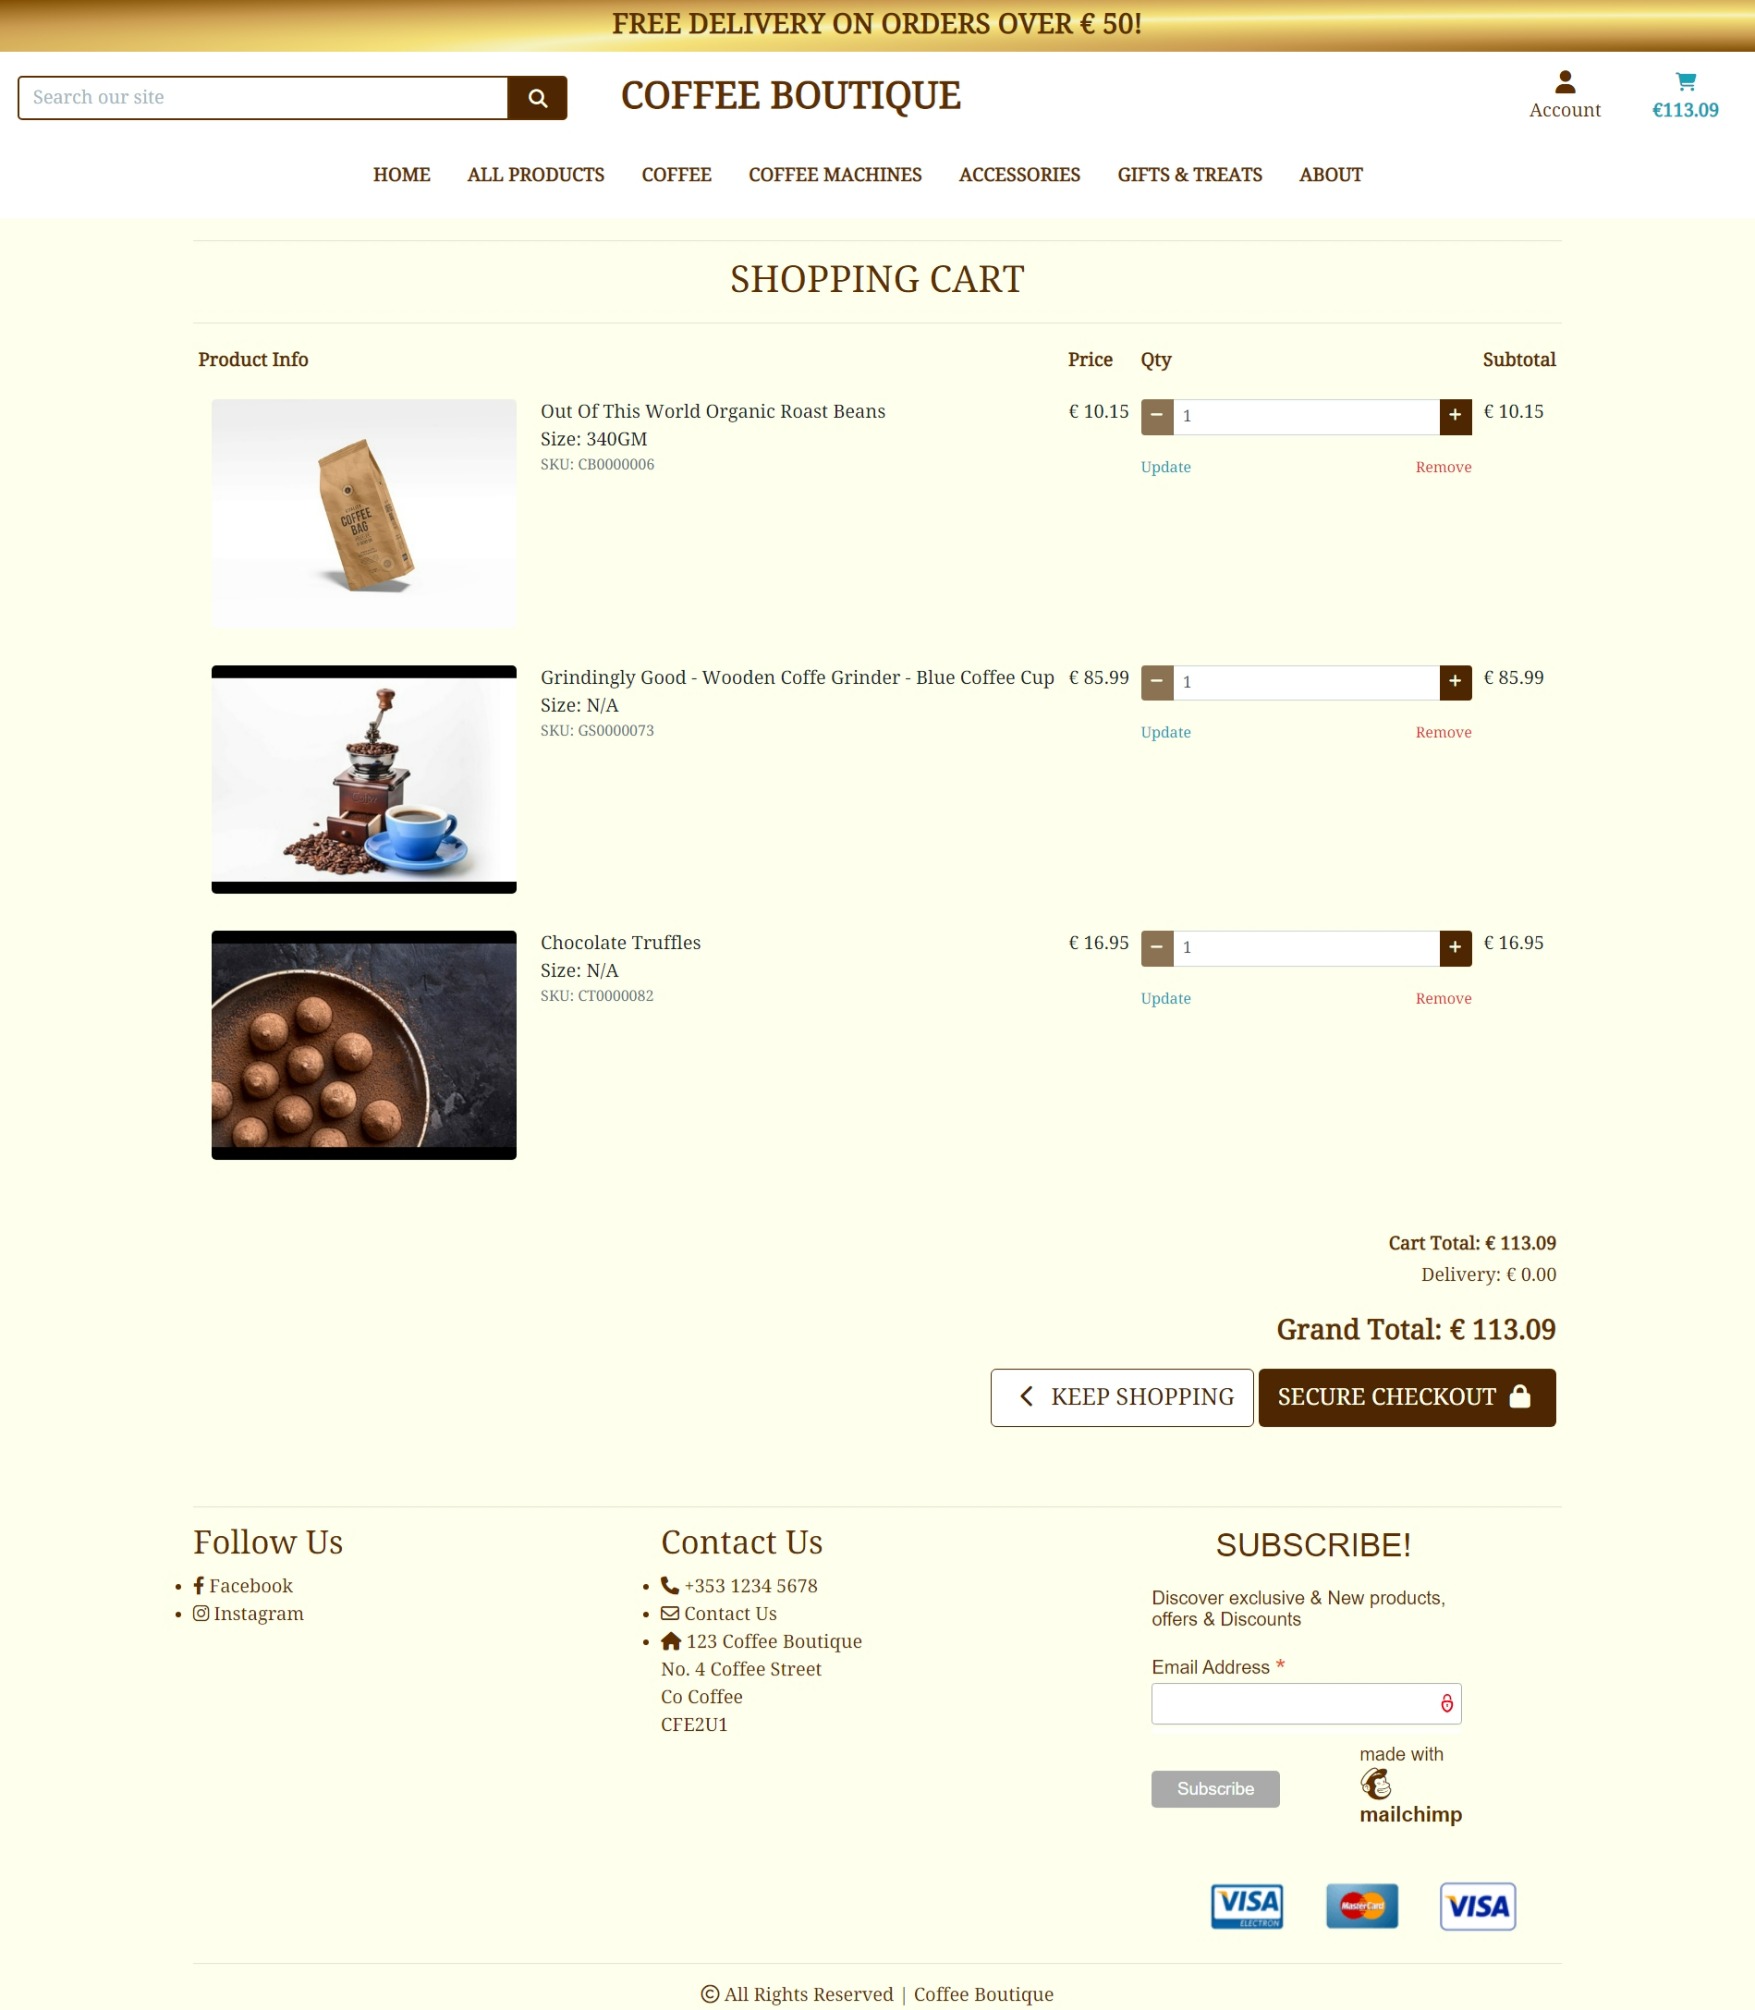 FREE DELIVERY ON ORDERS OVER € 50!
Search our site
COFFEE BOUTIQUE
Account
€113.09
HOME ALL PRODUCTS COFFEE COFFEE MACHINES ACCESSORIES GIFTS & TREATS ABOUT
SHOPPING CART
Product Info Price Qty Subtotal
COFFEE
BAG
Out Of This World Organic Roast Beans € 10.15 1 € 10.15
Size: 340GM
SKU: CB0000006
Update Remove
Grindingly Good - Wooden Coffe Grinder - Blue Coffee Cup € 85.99 1 € 85.99
Size: N/A
SKU: GS0000073
Update Remove
Chocolate Truffles € 16.95 1 € 16.95
Size: N/A
SKU: CT0000082
Update Remove
Cart Total: € 113.09
Delivery: € 0.00
Grand Total: € 113.09
KEEP SHOPPING
SECURE CHECKOUT
Follow Us
Facebook
Instagram
Contact Us
+353 1234 5678
Contact Us
123 Coffee Boutique
No. 4 Coffee Street
Co Coffee
CFE2U1
SUBSCRIBE!
Discover exclusive & New products,
offers & Discounts
Email Address *
Subscribe
made with
mailchimp
VISA
ELECTRON
MasterCard
VISA
© All Rights Reserved | Coffee Boutique